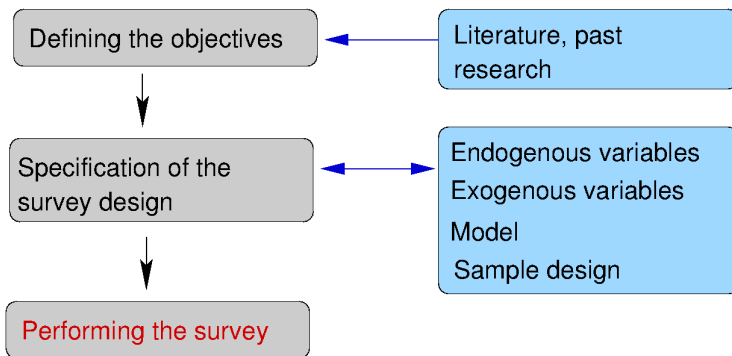 Defining the objectives
Literature, past
research
Specification of the
survey design
Endogenous variables
Exogenous variables
Model
Sample design
Performing the survey